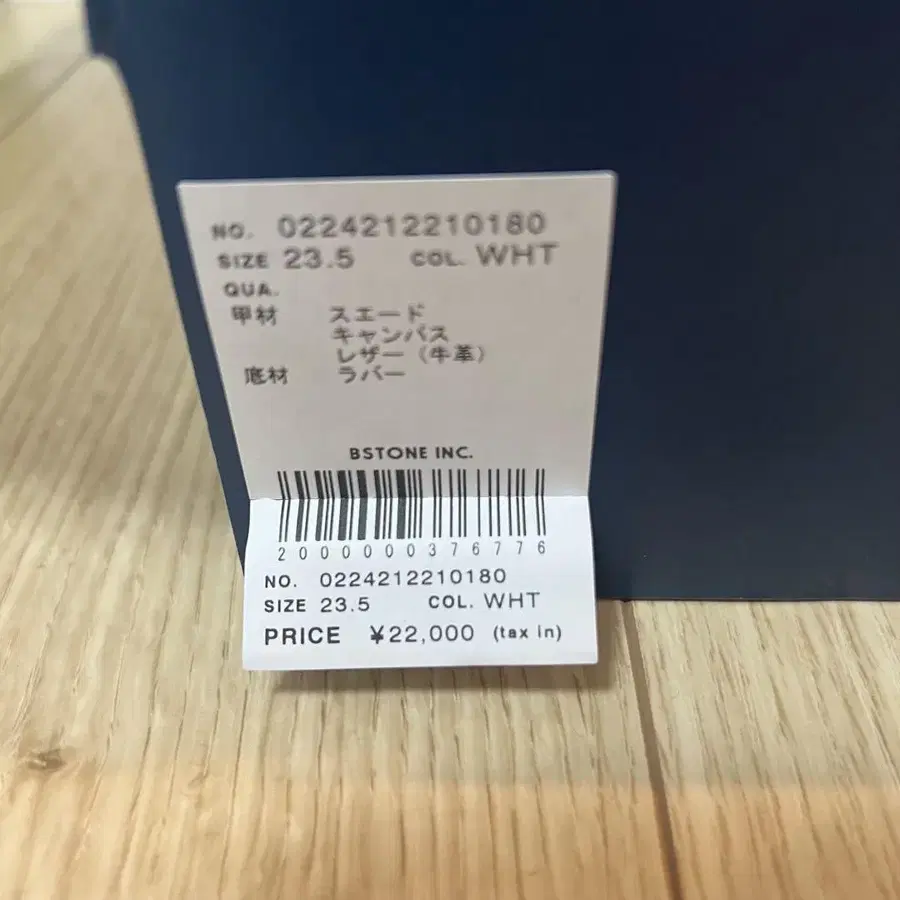 NO. 0224212210180
SIZE 23.5 COL. WHT
QUA.
甲材 スエード
キャンバス
レザー（牛革）
底材 ラバー
BSTONE INC.
2000000376776
NO. 0224212210180
SIZE 23.5 COL. WHT
PRICE ¥22,000 (tax in)